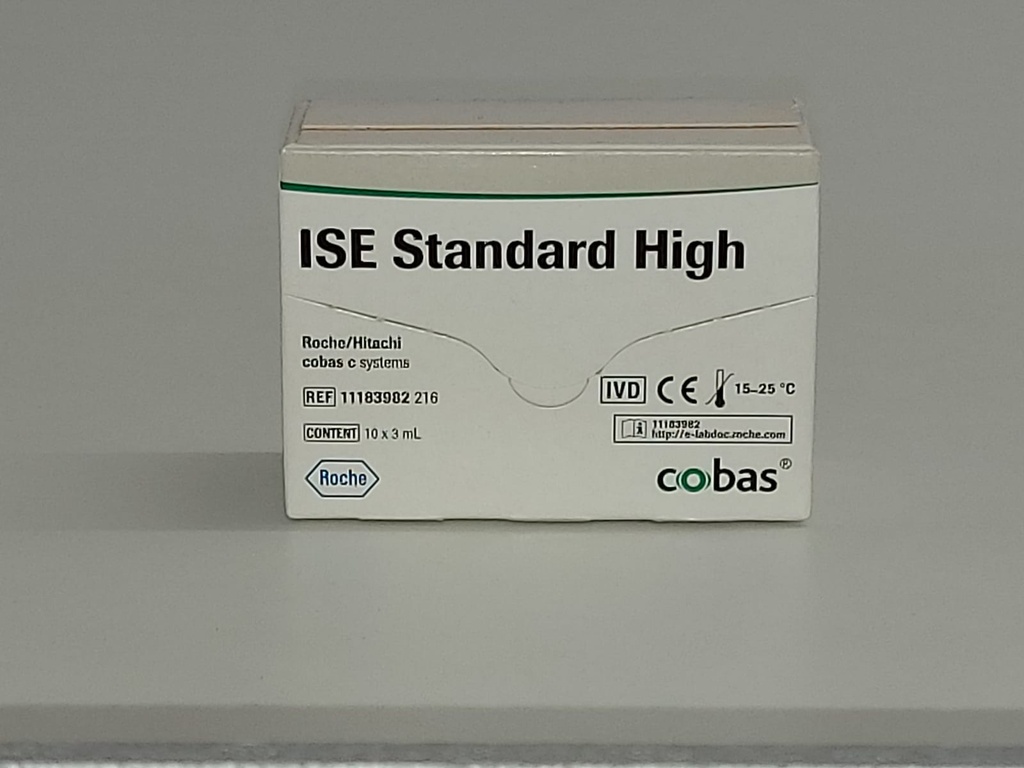 ISE Standard High
Roche/Hitachi
cobas c systems
REF 11183982 216
CONTENT 10 x 3 mL
Roche
IVD CE 15–25 °C
11183982
http://e-labdoc.roche.com
cobas®